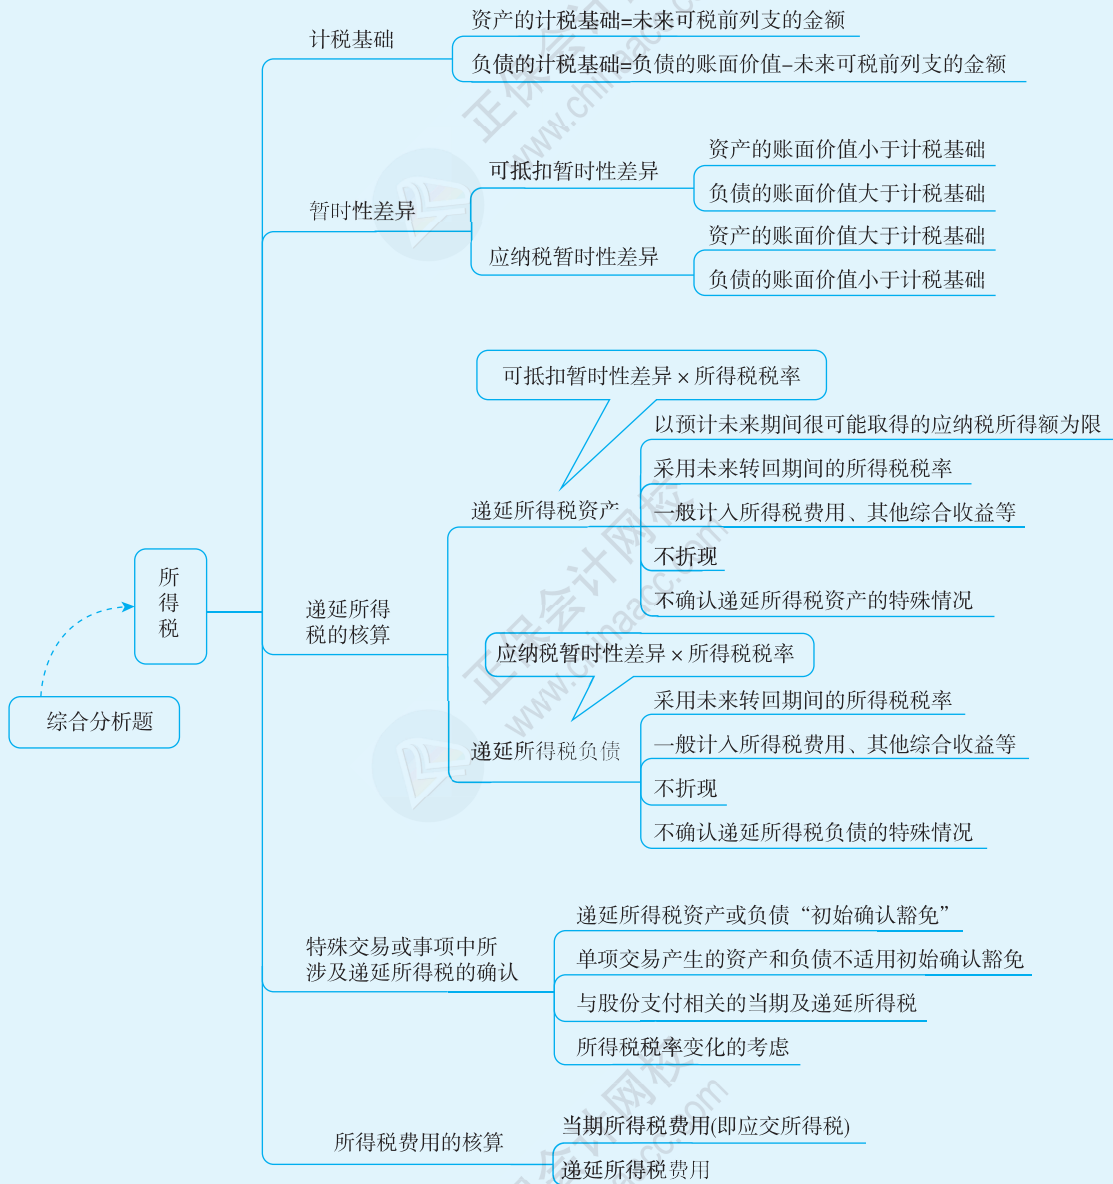 计税基础
资产的计税基础=未来可税前列支的金额
负债的计税基础=负债的账面价值-未来可税前列支的金额
暂时性差异
可抵扣暂时性差异
资产的账面价值小于计税基础
负债的账面价值大于计税基础
应纳税暂时性差异
资产的账面价值大于计税基础
负债的账面价值小于计税基础
可抵扣暂时性差异×所得税税率
递延所得税资产
以预计未来期间很可能取得的应纳税所得额为限
采用未来转回期间的所得税税率
一般计入所得税费用、其他综合收益等
不折现
不确认递延所得税资产的特殊情况
所
得
税
综合分析题
递延所得
税的核算
应纳税暂时性差异×所得税税率
递延所得税负债
采用未来转回期间的所得税税率
一般计入所得税费用、其他综合收益等
不折现
不确认递延所得税负债的特殊情况
特殊交易或事项中所
涉及递延所得税的确认
递延所得税资产或负债“初始确认豁免”
单项交易产生的资产和负债不适用初始确认豁免
与股份支付相关的当期及递延所得税
所得税税率变化的考虑
所得税费用的核算
当期所得税费用(即应交所得税)
递延所得税费用
正保会计网校
www.chinaacc.com